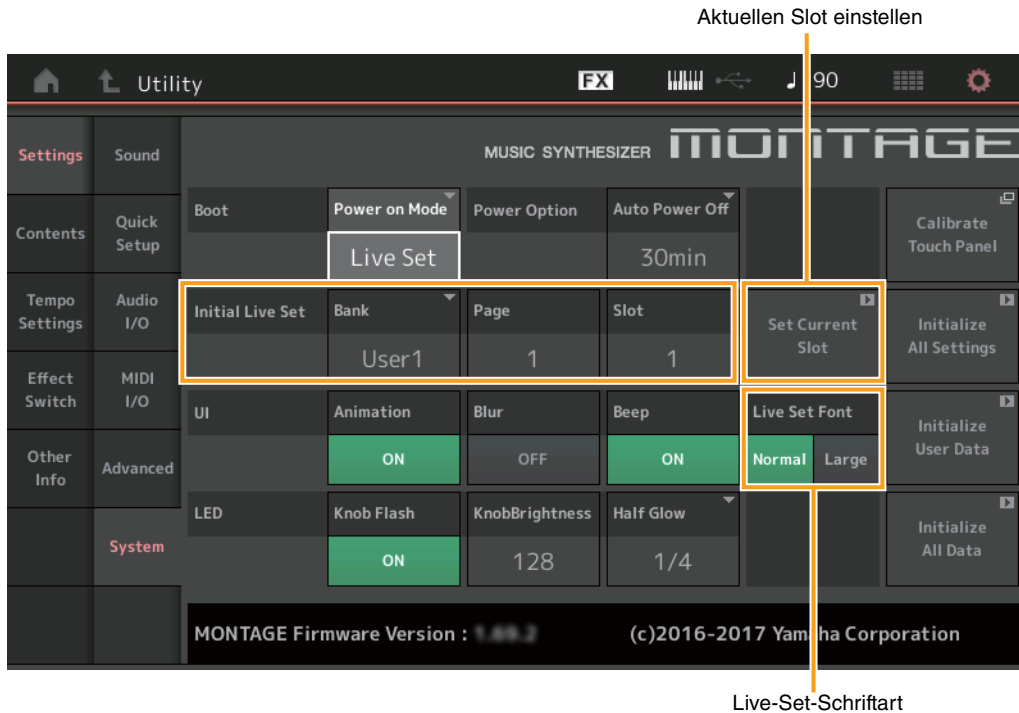 Aktuellen Slot einstellen
Utility
FX
90
Settings
Sound
MUSIC SYNTHESIZER MONTAGE
Contents
Quick
Setup
Boot
Power on Mode
Live Set
Power Option
Auto Power Off
30min
Calibrate
Touch Panel
Tempo
Settings
Audio
I/O
Initial Live Set
Bank
User1
Page
1
Slot
1
Set Current
Slot
Initialize
All Settings
Effect
Switch
MIDI
I/O
UI
Animation
ON
Blur
OFF
Beep
ON
Live Set Font
Normal Large
Initialize
User Data
Other
Info
Advanced
LED
Knob Flash
ON
KnobBrightness
128
Half Glow
1/4
Initialize
All Data
System
MONTAGE Firmware Version :
(c)2016-2017 Yamaha Corporation
Live-Set-Schriftart